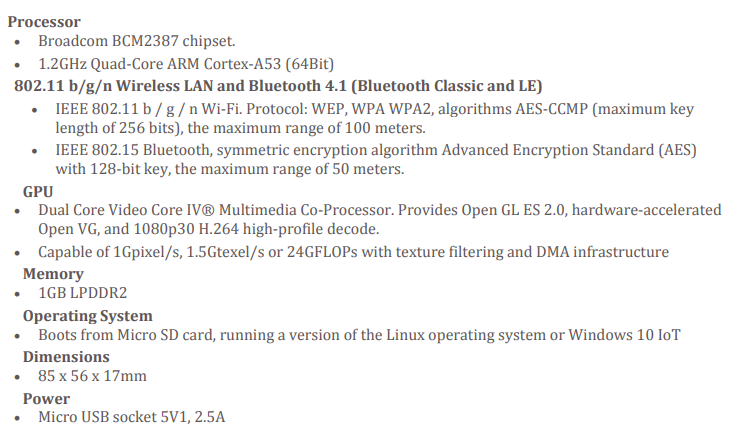 Processor
• Broadcom BCM2387 chipset.
• 1.2GHz Quad-Core ARM Cortex-A53 (64Bit)
802.11 b/g/n Wireless LAN and Bluetooth 4.1 (Bluetooth Classic and LE)
• IEEE 802.11 b / g / n Wi-Fi. Protocol: WEP, WPA WPA2, algorithms AES-CCMP (maximum key
length of 256 bits), the maximum range of 100 meters.
• IEEE 802.15 Bluetooth, symmetric encryption algorithm Advanced Encryption Standard (AES)
with 128-bit key, the maximum range of 50 meters.
GPU
• Dual Core Video Core IV® Multimedia Co-Processor. Provides Open GL ES 2.0, hardware-accelerated
Open VG, and 1080p30 H.264 high-profile decode.
• Capable of 1Gpixel/s, 1.5Gtexel/s or 24GFLOPs with texture filtering and DMA infrastructure
Memory
• 1GB LPDDR2
Operating System
• Boots from Micro SD card, running a version of the Linux operating system or Windows 10 IoT
Dimensions
• 85 x 56 x 17mm
Power
• Micro USB socket 5V1, 2.5A